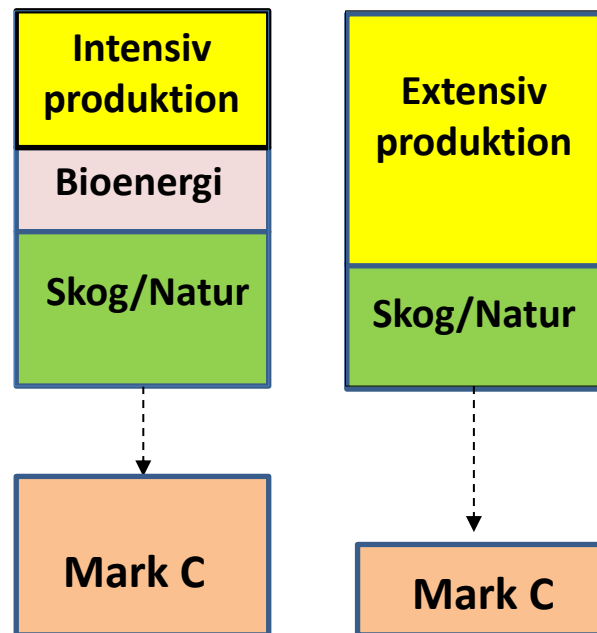 Intensiv
produktion
Bioenergi
Skog/Natur
Mark C
Extensiv
produktion
Skog/Natur
Mark C